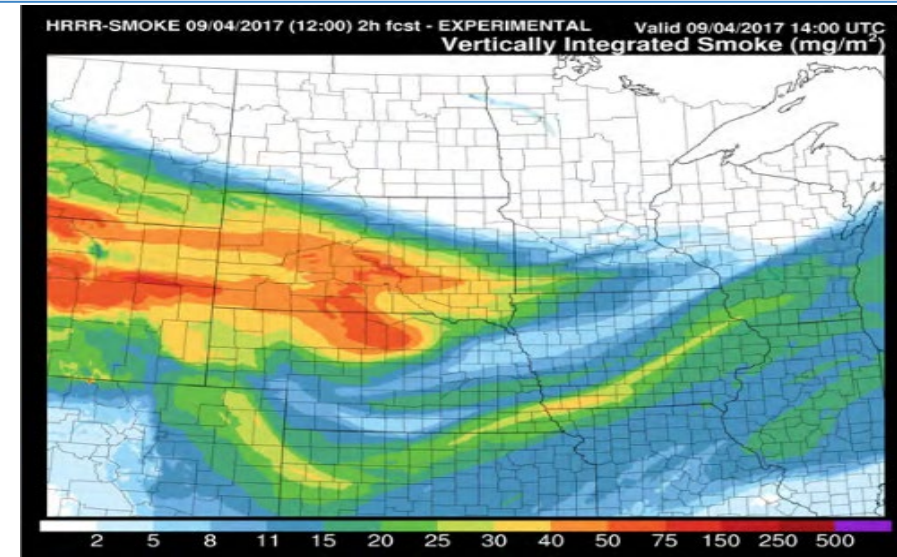 HRRR-SMOKE 09/04/2017 (12:00) 2h fcst - EXPERIMENTAL Valid 09/04/2017 14:00 UTC
Vertically Integrated Smoke (mg/m²)
2 5 8 11 15 20 25 30 40 50 75 150 250 500